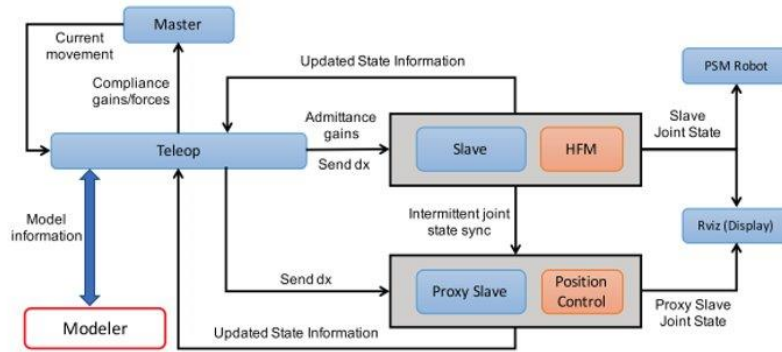 Master
Current
movement
Compliance
gains/forces
Updated State Information
PSM Robot
Admittance
gains
Slave
Joint State
Teleop
Slave
HFM
Send dx
Model
information
Intermittent joint
state sync
Rviz (Display)
Send dx
Proxy Slave
Position
Control
Proxy Slave
Joint State
Modeler
Updated State Information